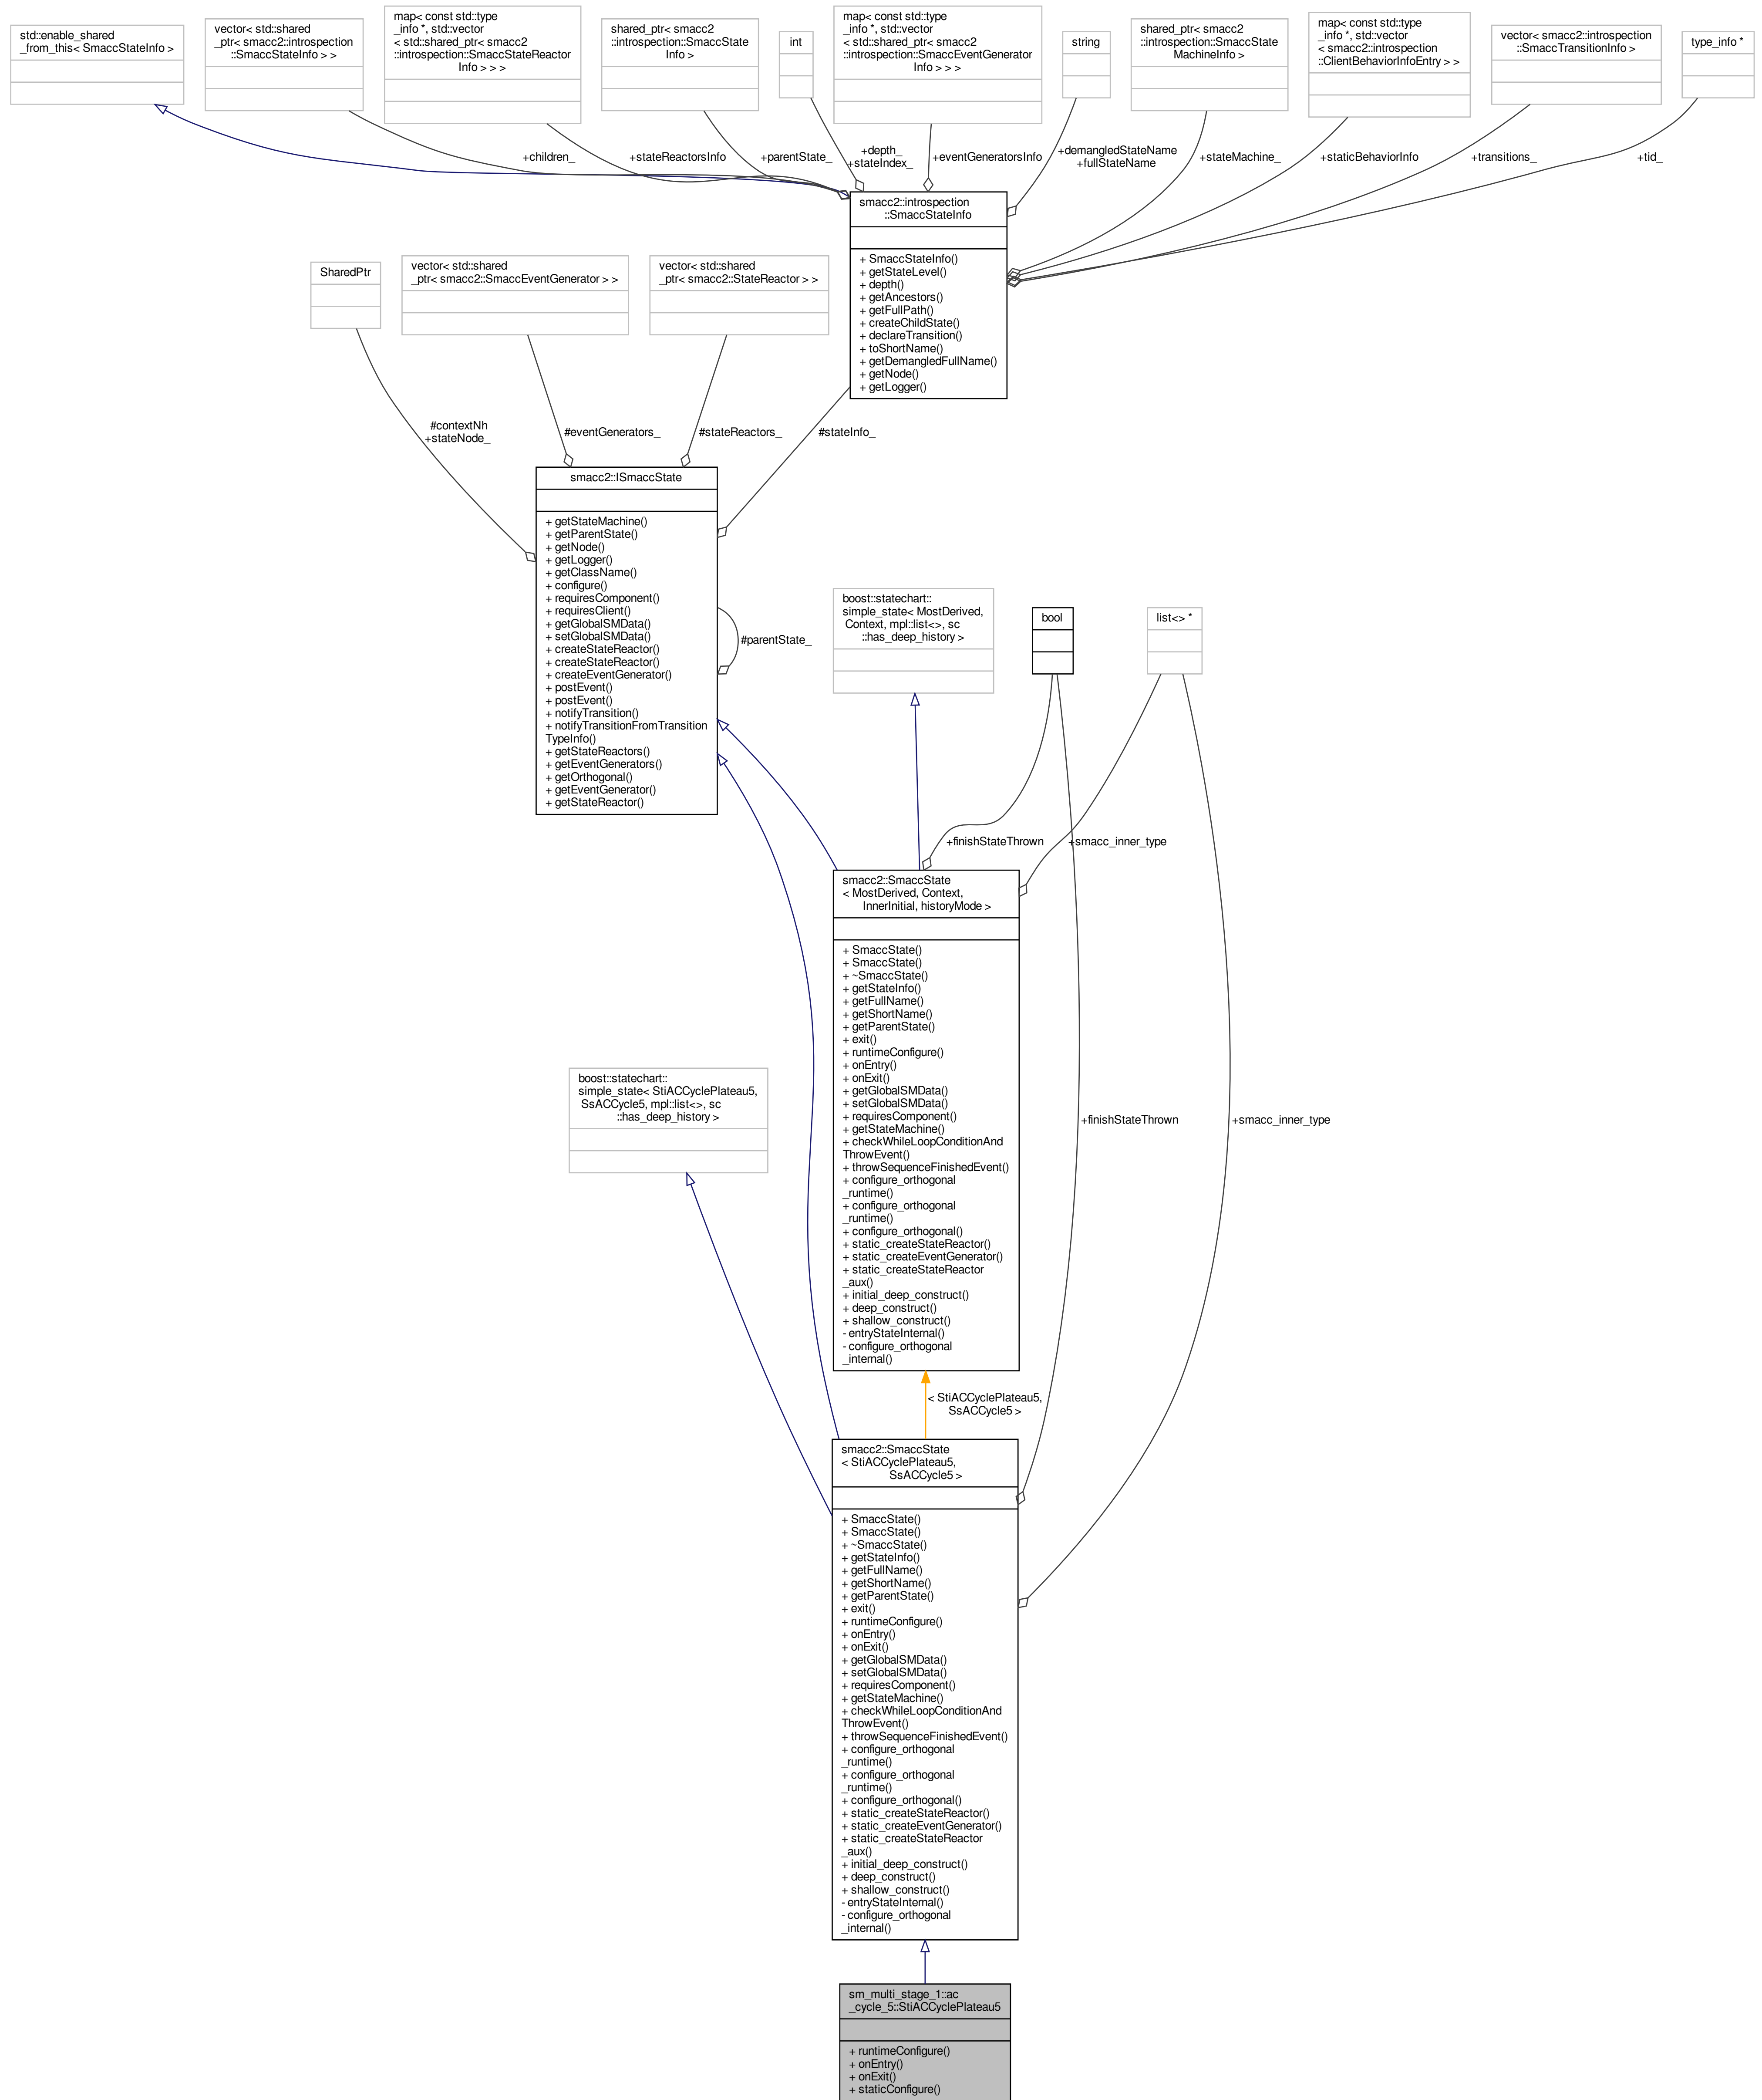 std::enable_shared
_from_this< SmaccStateInfo >
vector< std::shared
_ptr< smacc2::introspection
::SmaccStateInfo > >
map< const std::type
_info *, std::vector
< std::shared_ptr< smacc2
::introspection::SmaccStateReactor
Info > > >
shared_ptr< smacc2
::introspection::SmaccState
Info >
int
map< const std::type
_info *, std::vector
< std::shared_ptr< smacc2
::introspection::SmaccEventGenerator
Info > > >
string
shared_ptr< smacc2
::introspection::SmaccState
MachineInfo >
map< const std::type
_info *, std::vector
< smacc2::introspection
::ClientBehaviorInfoEntry > >
vector< smacc2::introspection
::SmaccTransitionInfo >
type_info *
+children_
+stateReactorsInfo
+parentState_
+depth_
+stateIndex_
+eventGeneratorsInfo
+demangledStateName
+fullStateName
+stateMachine_
+staticBehaviorInfo
+transitions_
+tid_
smacc2::introspection
::SmaccStateInfo
+ SmaccStateInfo()
+ getStateLevel()
+ depth()
+ getAncestors()
+ getFullPath()
+ createChildState()
+ declareTransition()
+ toShortName()
+ getDemangledFullName()
+ getNode()
+ getLogger()
SharedPtr
vector< std::shared
_ptr< smacc2::SmaccEventGenerator > >
vector< std::shared
_ptr< smacc2::StateReactor > >
#contextNh
+stateNode_
#eventGenerators_
#stateReactors_
#stateInfo_
smacc2::ISmaccState
+ getStateMachine()
+ getParentState()
+ getNode()
+ getLogger()
+ getClassName()
+ configure()
+ requiresComponent()
+ requiresClient()
+ getGlobalSMData()
+ setGlobalSMData()
+ createStateReactor()
+ createStateReactor()
+ createEventGenerator()
+ postEvent()
+ postEvent()
+ notifyTransition()
+ notifyTransitionFromTransition
TypeInfo()
+ getStateReactors()
+ getEventGenerators()
+ getOrthogonal()
+ getEventGenerator()
+ getStateReactor()
#parentState_
boost::statechart::
simple_state< MostDerived,
Context, mpl::list<>, sc
::has_deep_history >
bool
list<> *
+finishStateThrown
+smacc_inner_type
smacc2::SmaccState
< MostDerived, Context,
InnerInitial, historyMode >
+ SmaccState()
+ SmaccState()
+ ~SmaccState()
+ getStateInfo()
+ getFullName()
+ getShortName()
+ getParentState()
+ exit()
+ runtimeConfigure()
+ onEntry()
+ onExit()
+ getGlobalSMData()
+ setGlobalSMData()
+ requiresComponent()
+ getStateMachine()
+ checkWhileLoopConditionAnd
ThrowEvent()
+ throwSequenceFinishedEvent()
+ configure_orthogonal
_runtime()
+ configure_orthogonal
_runtime()
+ configure_orthogonal()
+ static_createStateReactor()
+ static_createEventGenerator()
+ static_createStateReactor
_aux()
+ initial_deep_construct()
+ deep_construct()
+ shallow_construct()
- entryStateInternal()
- configure_orthogonal
_internal()
boost::statechart::
simple_state< StiACCyclePlateau5,
SsACCycle5, mpl::list<>, sc
::has_deep_history >
+finishStateThrown
+smacc_inner_type
< StiACCyclePlateau5,
SsACCycle5 >
smacc2::SmaccState
< StiACCyclePlateau5,
SsACCycle5 >
+ SmaccState()
+ SmaccState()
+ ~SmaccState()
+ getStateInfo()
+ getFullName()
+ getShortName()
+ getParentState()
+ exit()
+ runtimeConfigure()
+ onEntry()
+ onExit()
+ getGlobalSMData()
+ setGlobalSMData()
+ requiresComponent()
+ getStateMachine()
+ checkWhileLoopConditionAnd
ThrowEvent()
+ throwSequenceFinishedEvent()
+ configure_orthogonal
_runtime()
+ configure_orthogonal
_runtime()
+ configure_orthogonal()
+ static_createStateReactor()
+ static_createEventGenerator()
+ static_createStateReactor
_aux()
+ initial_deep_construct()
+ deep_construct()
+ shallow_construct()
- entryStateInternal()
- configure_orthogonal
_internal()
sm_multi_stage_1::ac
_cycle_5::StiACCyclePlateau5
+ runtimeConfigure()
+ onEntry()
+ onExit()
+ staticConfigure()